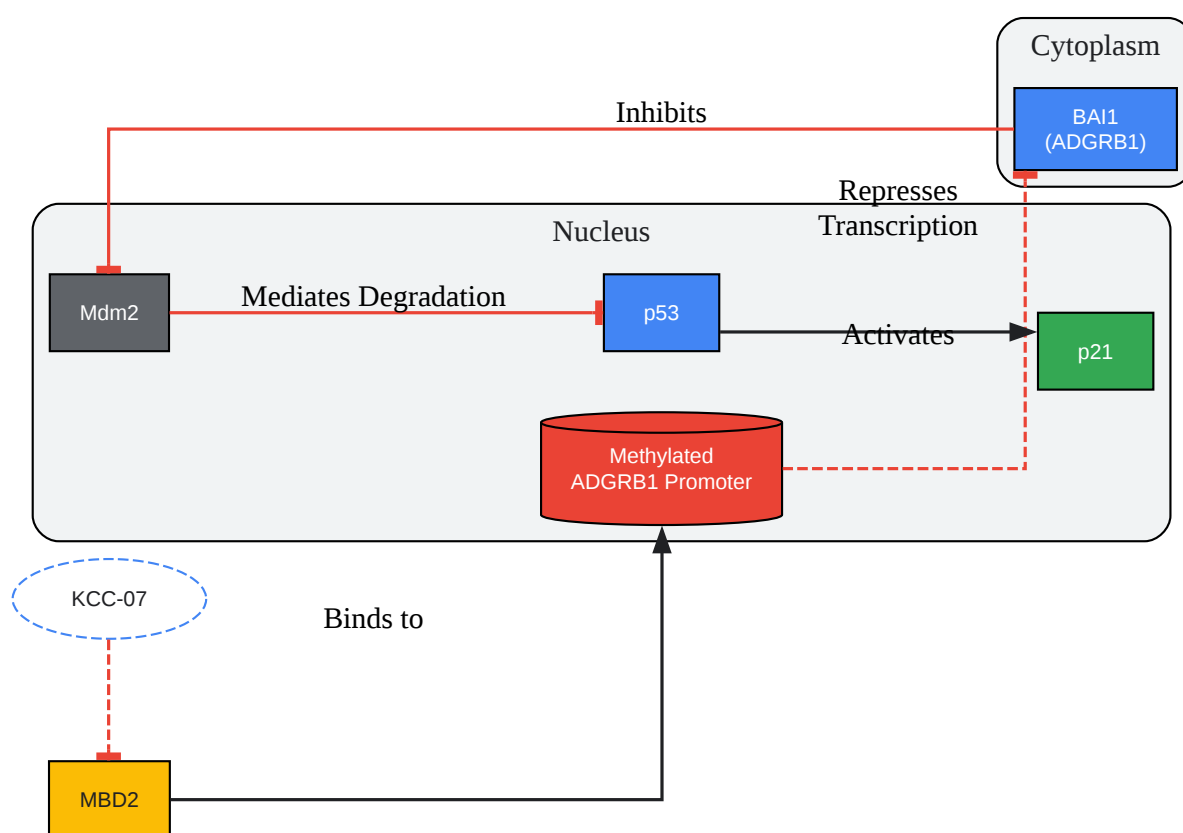 Cytoplasm
BAI1
(ADGRB1)
Inhibits
Represses
Transcription
Nucleus
Mdm2
Mediates Degradation
p53
Activates
p21
Methylated
ADGRB1 Promoter
KCC-07
Binds to
MBD2